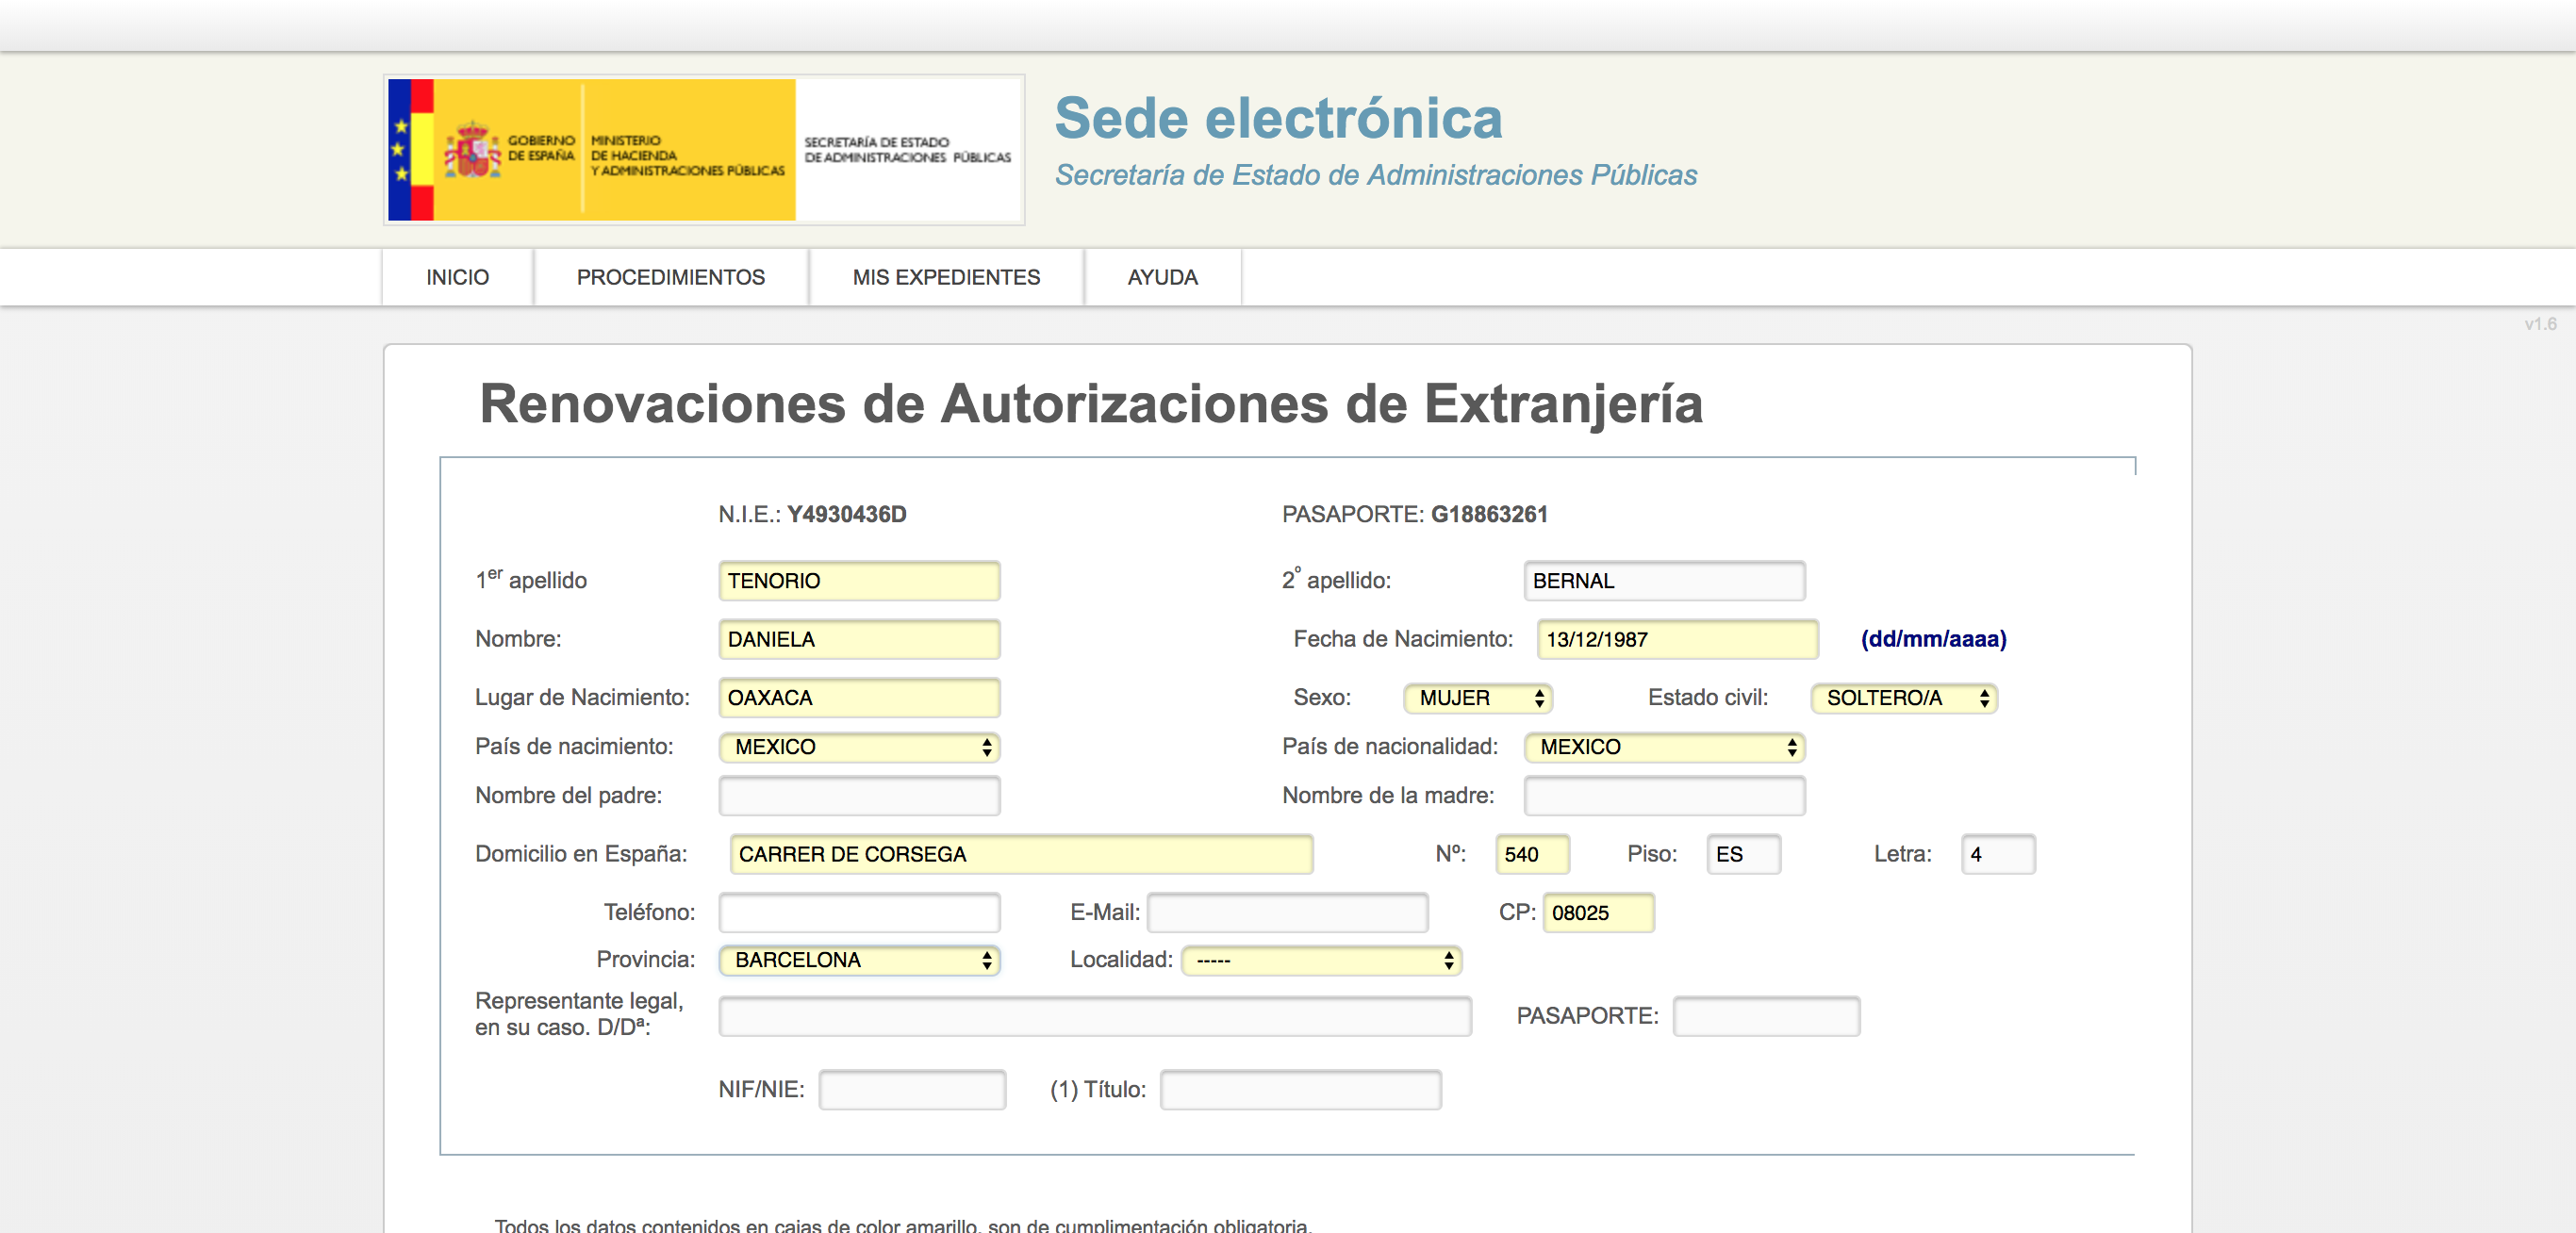 GOBIERNO
DE ESPAÑA
MINISTERIO
DE HACIENDA
Y ADMINISTRACIONES PÚBLICAS
SECRETARÍA DE ESTADO
DE ADMINISTRACIONES PÚBLICAS
Sede electrónica
Secretaría de Estado de Administraciones Públicas
INICIO PROCEDIMIENTOS MIS EXPEDIENTES AYUDA
v1.6
Renovaciones de Autorizaciones de Extranjería
N.I.E.: Y4930436D PASAPORTE: G18863261
1er apellido TENORIO 2º apellido: BERNAL
Nombre: DANIELA Fecha de Nacimiento: 13/12/1987 (dd/mm/aaaa)
Lugar de Nacimiento: OAXACA Sexo: MUJER Estado civil: SOLTERO/A
País de nacimiento: MEXICO País de nacionalidad: MEXICO
Nombre del padre: Nombre de la madre:
Domicilio en España: CARRER DE CORSEGA Nº: 540 Piso: ES Letra: 4
Teléfono: E-Mail: CP: 08025
Provincia: BARCELONA Localidad: -----
Representante legal,
en su caso. D/Dª: PASAPORTE:
NIF/NIE: (1) Título:
Todos los datos contenidos en cajas de color amarillo, son de cumplimentación obligatoria.